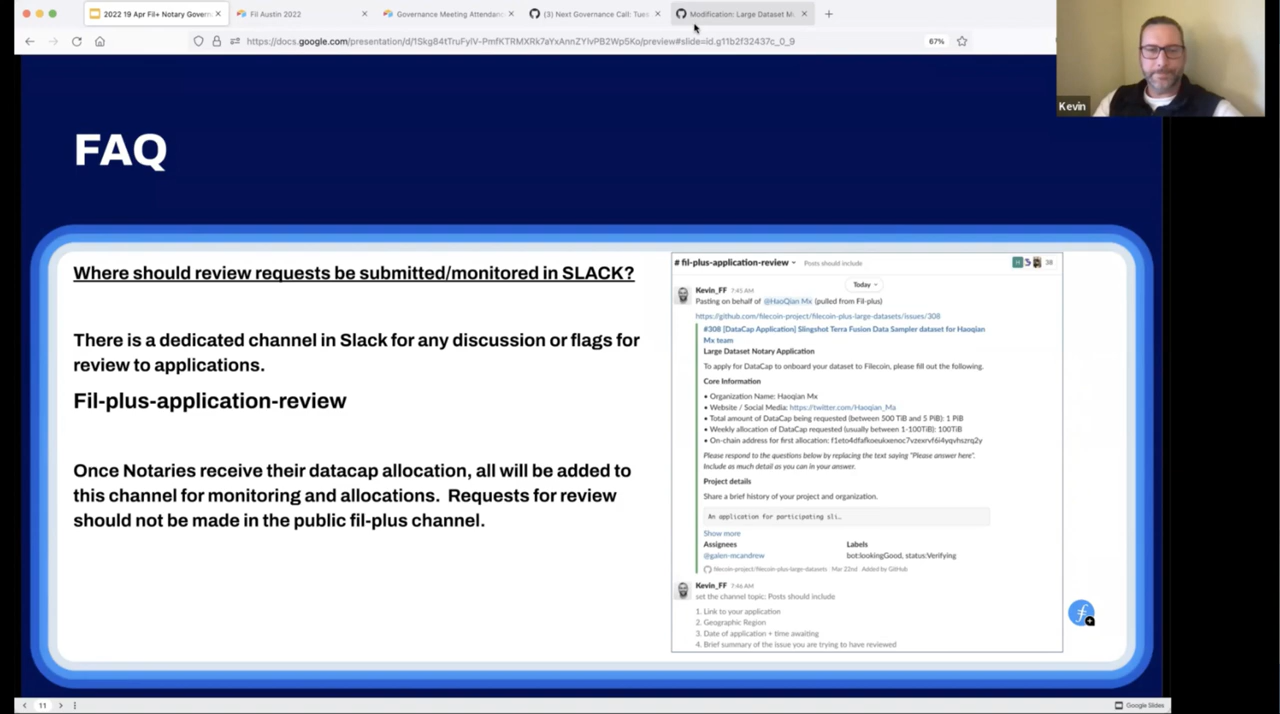 2022 19 Apr Fil+ Notary Govern
Fil Austin 2022
Governance Meeting Attendanc
(3) Next Governance Call: Tues
Modification: Large Dataset M
https://docs.google.com/presentation/d/1Skg84tTruFylV-PmfKTRMXRk7aYxAnnZYlvPB2Wp5Ko/preview#slide=id.g11b2f32437c_0_9
67%
Kevin
FAQ
Where should review requests be submitted/monitored in SLACK?
There is a dedicated channel in Slack for any discussion or flags for
review to applications.
Fil-plus-application-review
Once Notaries receive their datacap allocation, all will be added to
this channel for monitoring and allocations. Requests for review
should not be made in the public fil-plus channel.
# fil-plus-application-review
Posts should include
38
Today
Kevin_FF 7:45 AM
Pasting on behalf of @HaoQian Mx (pulled from Fil-plus)
https://github.com/filecoin-project/filecoin-plus-large-datasets/issues/308
#308 [DataCap Application] Slingshot Terra Fusion Data Sampler dataset for Haoqian
Mx team
Large Dataset Notary Application
To apply for DataCap to onboard your dataset to Filecoin, please fill out the following.
Core Information
• Organization Name: Haoqian Mx
• Website / Social Media: https://twitter.com/Haoqian_Ma
• Total amount of DataCap being requested (between 500 TiB and 5 PiB): 1 PiB
• Weekly allocation of DataCap requested (usually between 1-100TiB): 100TiB
• On-chain address for first allocation: f1eto4dfafkoeukxenoc7vzexrvf6i4yqvhszrq2y
Please respond to the questions below by replacing the text saying "Please answer here".
Include as much detail as you can in your answer.
Project details
Share a brief history of your project and organization.
An application for participating sli…
Show more
Assignees
Labels
@galen-mcandrew
bot:lookingGood, status:Verifying
filecoin-project/filecoin-plus-large-datasets Mar 22nd Added by GitHub
Kevin_FF 7:46 AM
set the channel topic: Posts should include
1. Link to your application
2. Geographic Region
3. Date of application + time awaiting
4. Brief summary of the issue you are trying to have reviewed
11
Google Slides